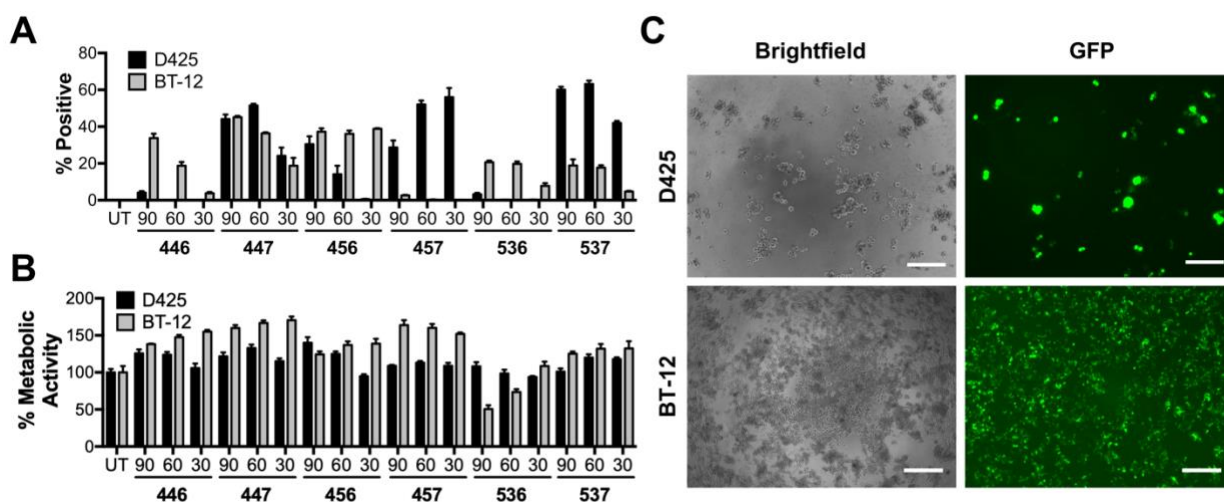 A
% Positive
80
60
40
20
0
D425
BT-12
UT 90 60 30 90 60 30 90 60 30 90 60 30 90 60 30 90 60 30
446 447 456 457 536 537
B
% Metabolic
Activity
200
150
100
50
0
D425
BT-12
UT 90 60 30 90 60 30 90 60 30 90 60 30 90 60 30 90 60 30
446 447 456 457 536 537
C
Brightfield GFP
D425
BT-12